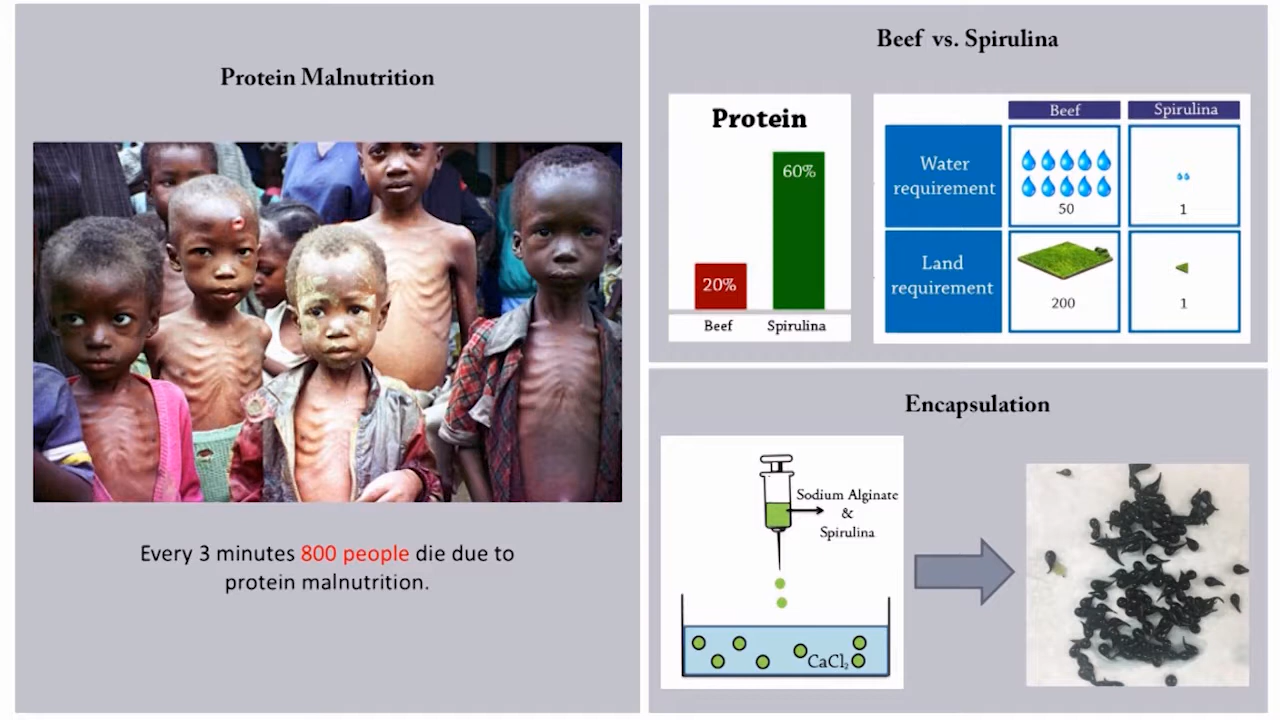 Protein Malnutrition
Every 3 minutes 800 people die due to
protein malnutrition.
Beef vs. Spirulina
Protein
60%
20%
Beef
Spirulina
Beef
Spirulina
Water
requirement
50
1
Land
requirement
200
1
Encapsulation
Sodium Alginate
&
Spirulina
CaCl₂